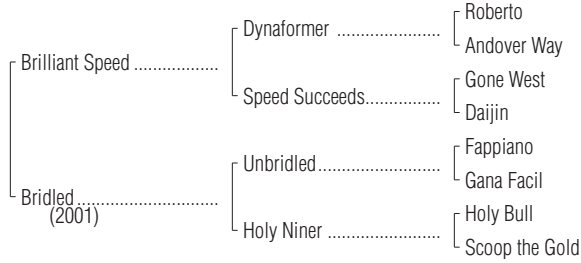 Roberto
Dynaformer ....................
Andover Way
Brilliant Speed ................
Gone West
Speed Succeeds..............
Daijin
Fappiano
Unbridled.......................
Gana Facil
Bridled ...........................
(2001)
Holy Bull
Holy Niner .....................
Scoop the Gold